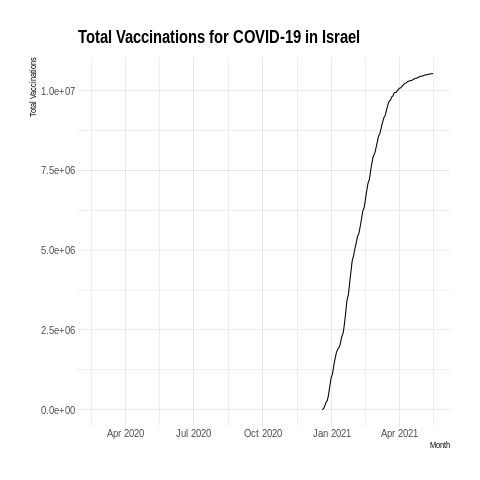 Total Vaccinations for COVID-19 in Israel
Total Vaccinations
1.0e+07
7.5e+06
5.0e+06
2.5e+06
0.0e+00
Apr 2020 Jul 2020 Oct 2020 Jan 2021 Apr 2021
Month